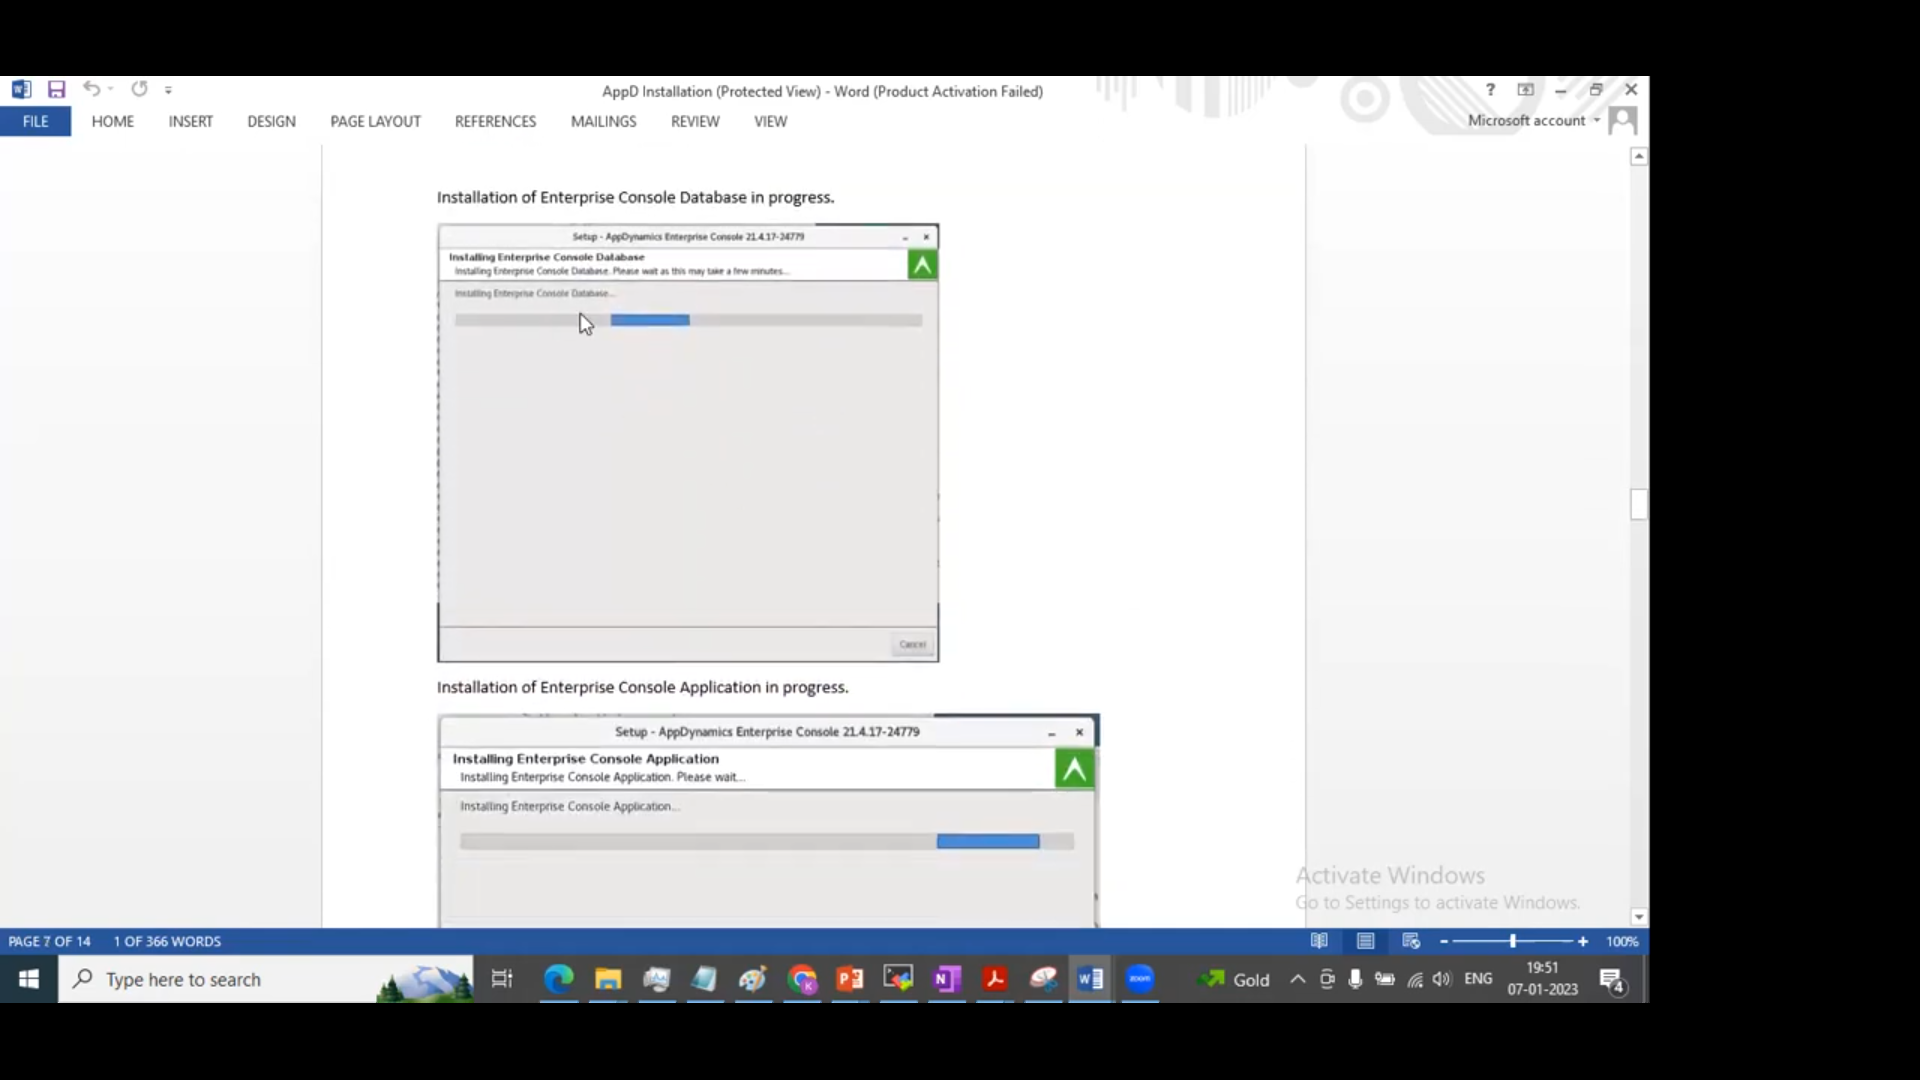 AppD Installation (Protected View) - Word (Product Activation Failed)
?
FILE HOME INSERT DESIGN PAGE LAYOUT REFERENCES MAILINGS REVIEW VIEW
Microsoft account
Installation of Enterprise Console Database in progress.
Setup - AppDynamics Enterprise Console 21.4.17-24779
Installing Enterprise Console Database
Installing Enterprise Console Database. Please wait as this may take a few minutes...
Installing Enterprise Console Database...
Cancel
Installation of Enterprise Console Application in progress.
Setup - AppDynamics Enterprise Console 21.4.17-24779
Installing Enterprise Console Application
Installing Enterprise Console Application. Please wait...
Installing Enterprise Console Application...
Activate Windows
Go to Settings to activate Windows.
PAGE 7 OF 14 1 OF 366 WORDS
100%
Type here to search
zoom
Gold
ENG
19:51
07-01-2023
4